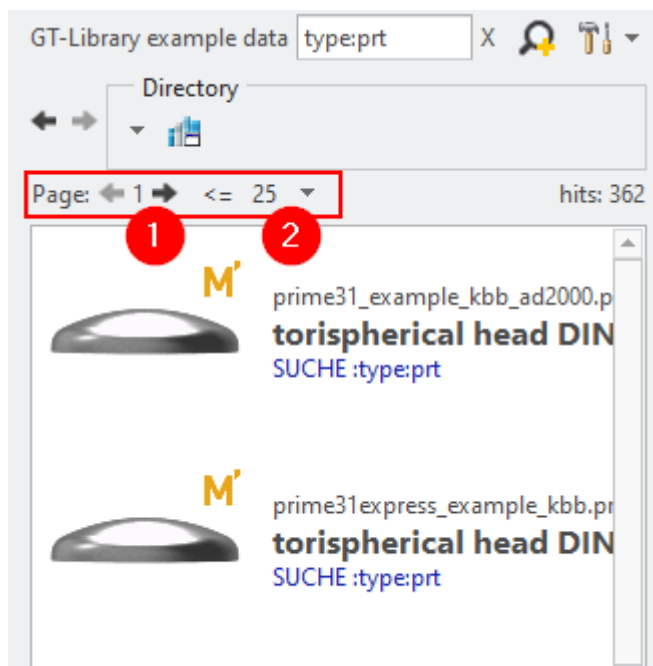 GT-Library example data type:prt X
Directory
Page: 1 <= 25 hits: 362
1 2
M'
prime31_example_kbb_ad2000.p
torispherical head DIN
SUCHE :type:prt
M'
prime31express_example_kbb.pr
torispherical head DIN
SUCHE :type:prt